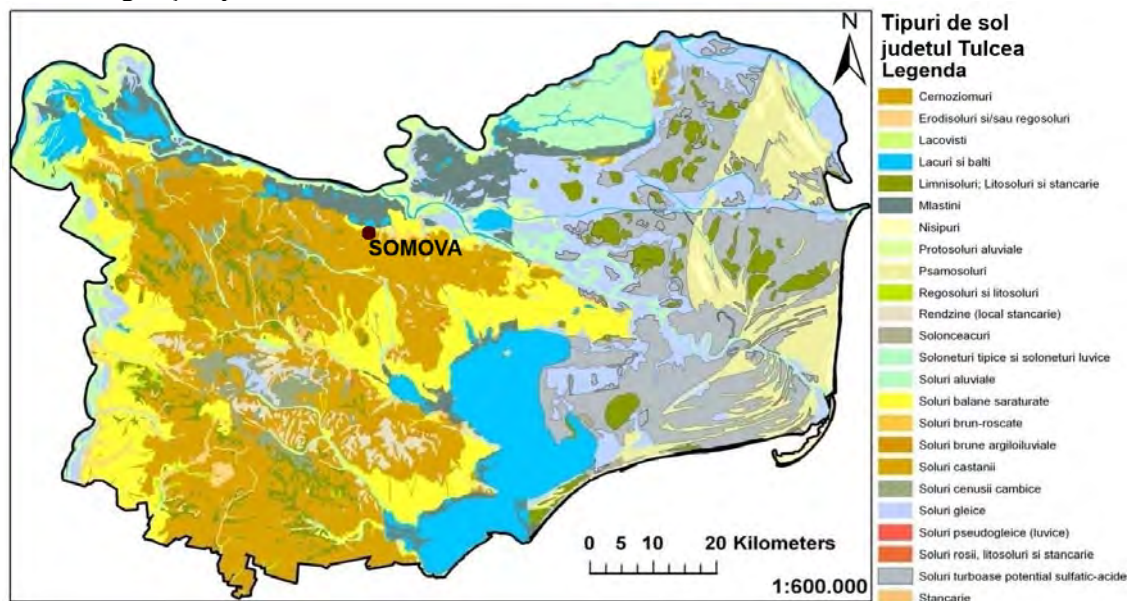 N
SOMOVA
0 5 10 20 Kilometers
1:600.000
Tipuri de sol
judetul Tulcea
Legenda
Cernoziomuri
Erodisoluri si/sau regosoluri
Lacovisti
Lacuri si balti
Limnisoluri; Litosoluri si stancarie
Mlastini
Nisipuri
Protosoluri aluviale
Psamosoluri
Regosoluri si litosoluri
Rendzine (local stancarie)
Solonceacuri
Soloneturi tipice si soloneturi luvice
Soluri aluviale
Soluri balane saraturate
Soluri brun-roscate
Soluri brune argiloiluviale
Soluri castanii
Soluri cenusii cambice
Soluri gleice
Soluri pseudogleice (luvice)
Soluri rosii, litosoluri si stancarie
Soluri turboase potential sulfatic-acide
Stancarie